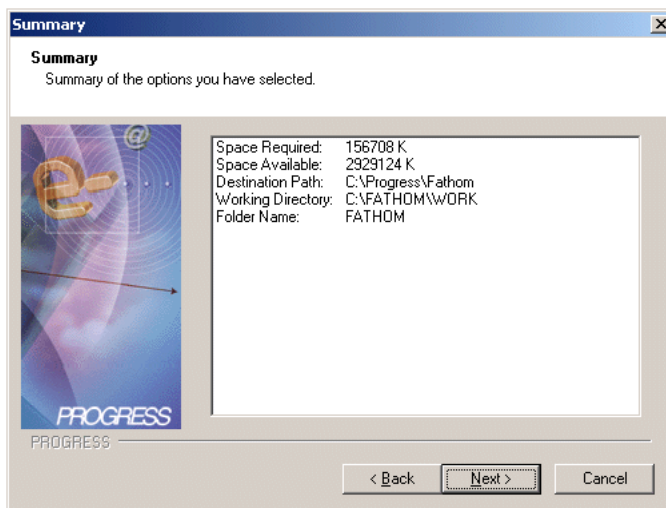 Summary
Summary
Summary of the options you have selected.
@
e-
Space Required: 156708 K
Space Available: 2929124 K
Destination Path: C:\Progress\Fathom
Working Directory: C:\FATHOM\WORK
Folder Name: FATHOM
PROGRESS
PROGRESS
< Back
Next >
Cancel